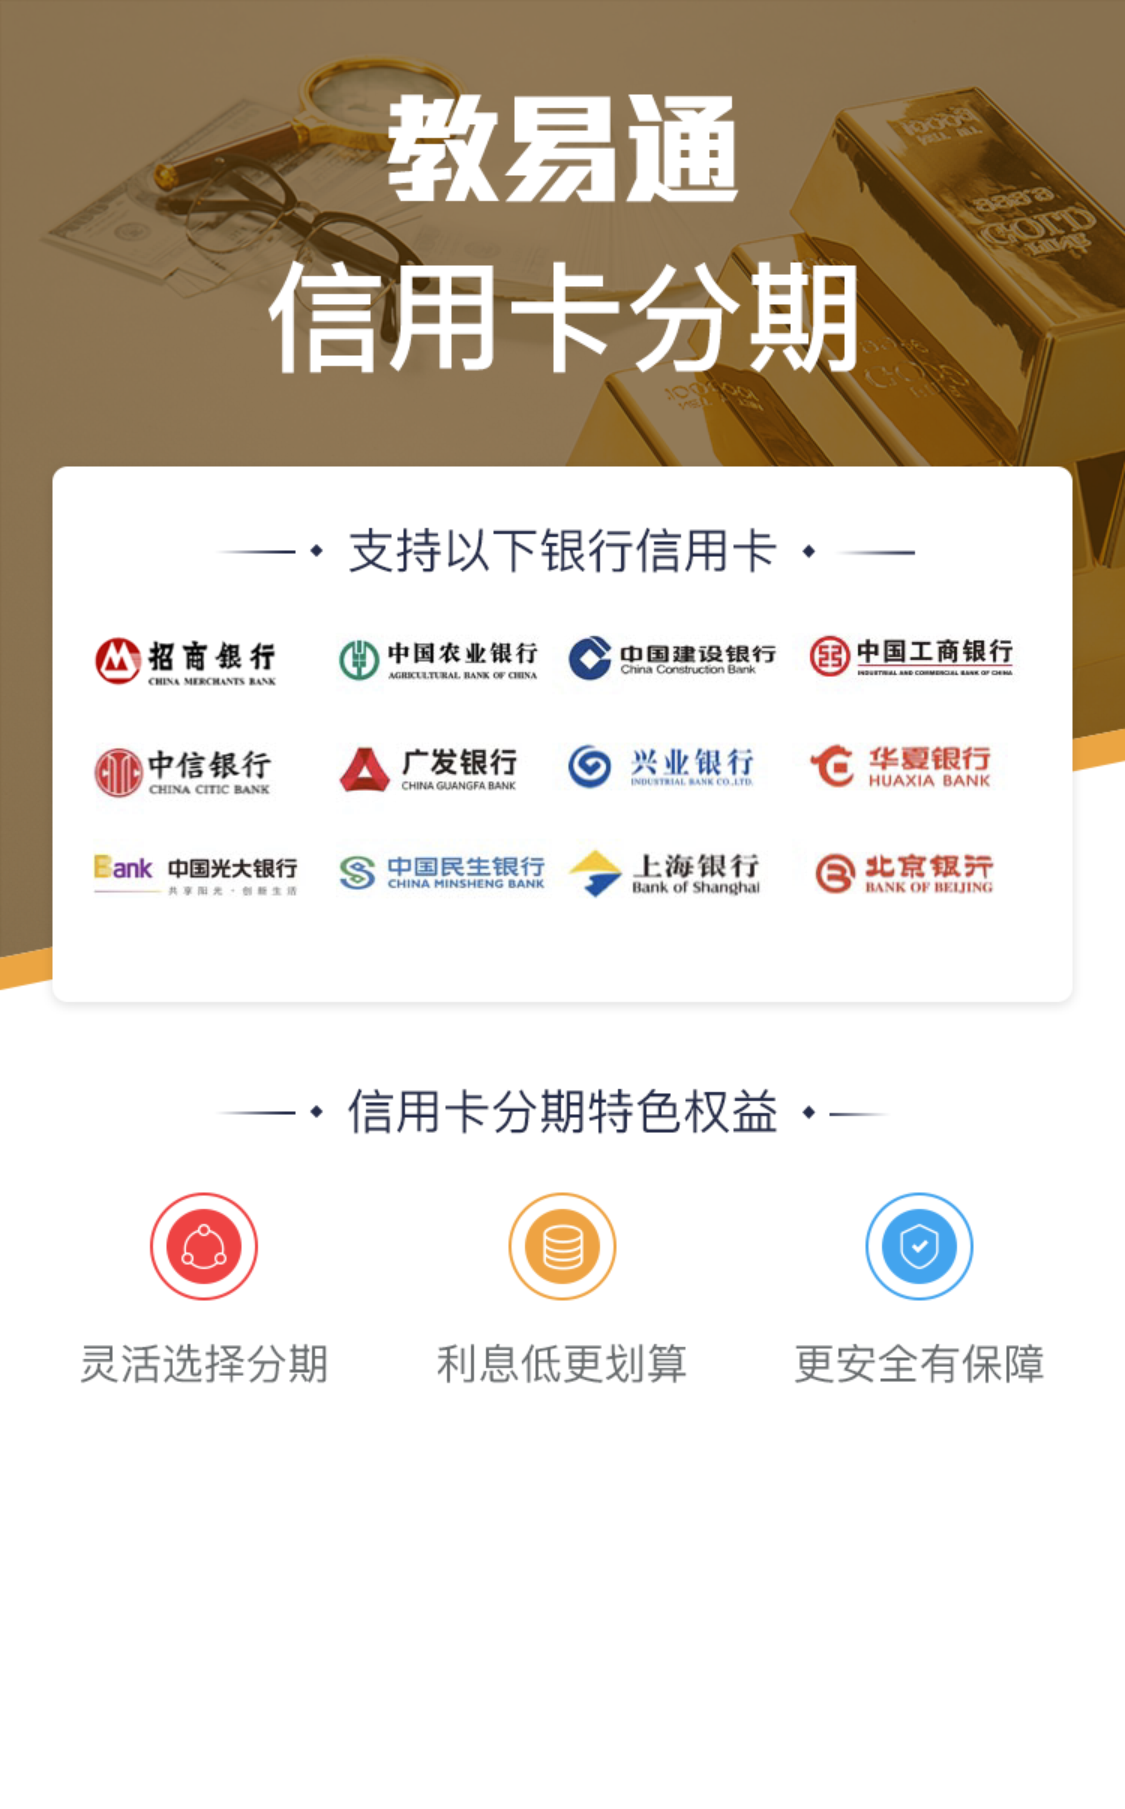 教易通
信用卡分期
支持以下银行信用卡
招商银行
CHINA MERCHANTS BANK
中国农业银行
AGRICULTURAL BANK OF CHINA
中国建设银行
China Construction Bank
中国工商银行
INDUSTRIAL AND COMMERCIAL BANK OF CHINA
中信银行
CHINA CITIC BANK
广发银行
CHINA GUANGFA BANK
兴业银行
INDUSTRIAL BANK CO.,LTD.
华夏银行
HUAXIA BANK
Bank 中国光大银行
共享阳光·创新生活
中国民生银行
CHINA MINSHENG BANK
上海银行
Bank of Shanghai
北京银行
BANK OF BEIJING
信用卡分期特色权益
灵活选择分期
利息低更划算
更安全有保障